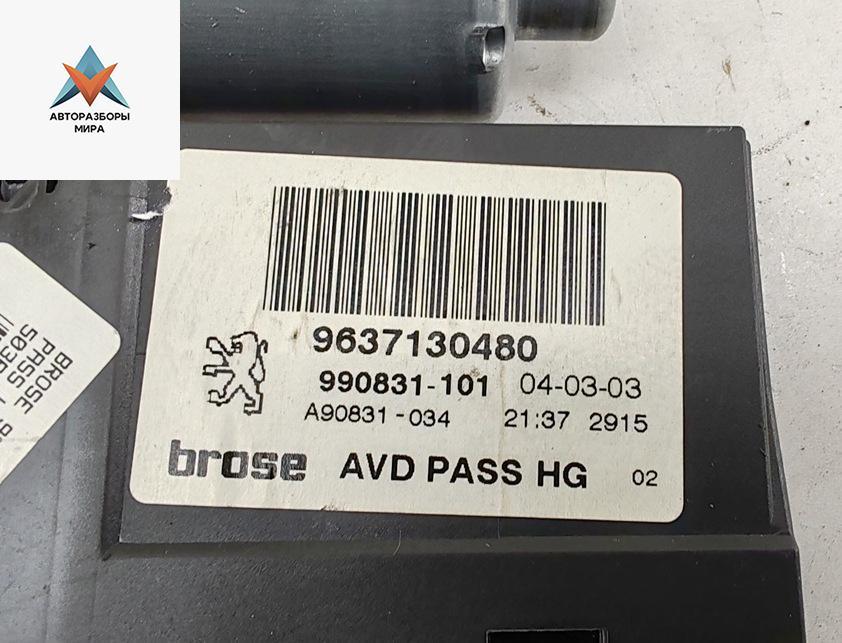 АВТОРАЗБОРЫ
МИРА
9637130480
990831-101 04-03-03
A90831-034 21:37 2915
brose AVD PASS HG 02
BROSE
PASS